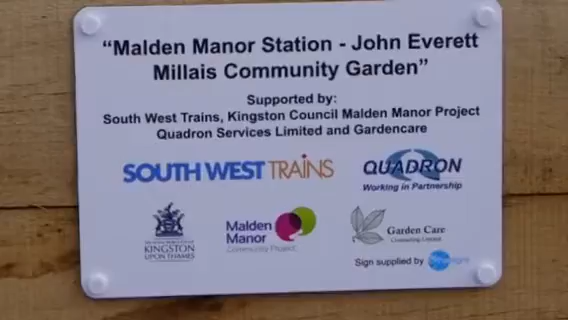 "Malden Manor Station - John Everett
Millais Community Garden"
Supported by:
South West Trains, Kingston Council Malden Manor Project
Quadron Services Limited and Gardencare
SOUTH WEST TRAINS
QUADRON
Working in Partnership
KINGSTON
UPON THAMES
Malden
Manor
Community Project
Garden Care
Sign supplied by